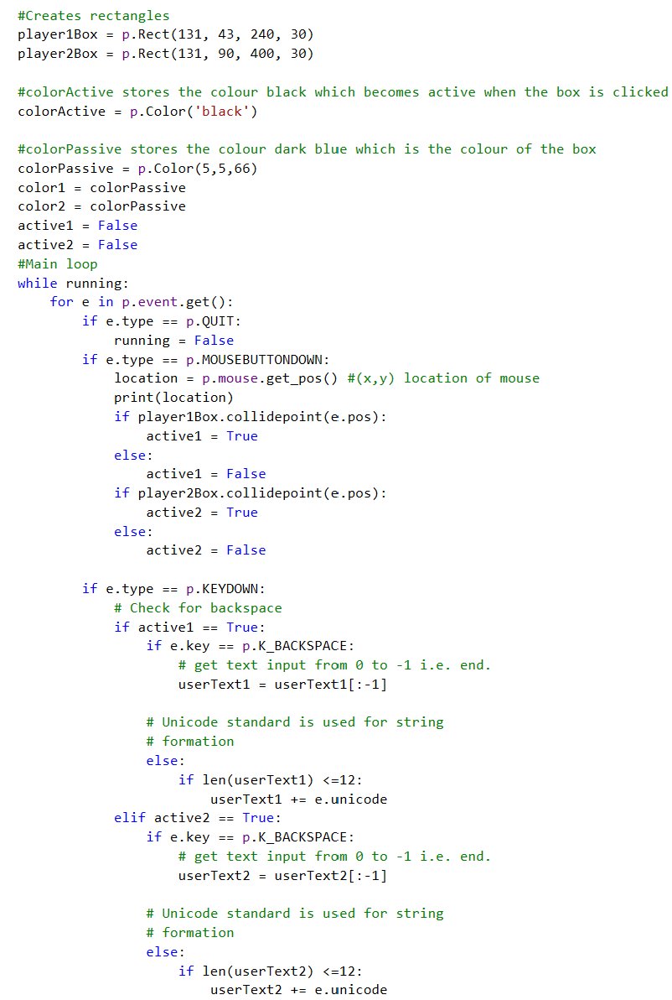 #Creates rectangles
player1Box = p.Rect(131, 43, 240, 30)
player2Box = p.Rect(131, 90, 400, 30)

#colorActive stores the colour black which becomes active when the box is clicked
colorActive = p.Color('black')

#colorPassive stores the colour dark blue which is the colour of the box
colorPassive = p.Color(5,5,66)
color1 = colorPassive
color2 = colorPassive
active1 = False
active2 = False
#Main loop
while running:
    for e in p.event.get():
        if e.type == p.QUIT:
            running = False
        if e.type == p.MOUSEBUTTONDOWN:
            location = p.mouse.get_pos() #(x,y) location of mouse
            print(location)
            if player1Box.collidepoint(e.pos):
                active1 = True
            else:
                active1 = False
            if player2Box.collidepoint(e.pos):
                active2 = True
            else:
                active2 = False

        if e.type == p.KEYDOWN:
            # Check for backspace
            if active1 == True:
                if e.key == p.K_BACKSPACE:
                    # get text input from 0 to -1 i.e. end.
                    userText1 = userText1[:-1]

                # Unicode standard is used for string
                # formation
                else:
                    if len(userText1) <=12:
                        userText1 += e.unicode
            elif active2 == True:
                if e.key == p.K_BACKSPACE:
                    # get text input from 0 to -1 i.e. end.
                    userText2 = userText2[:-1]

                # Unicode standard is used for string
                # formation
                else:
                    if len(userText2) <=12:
                        userText2 += e.unicode